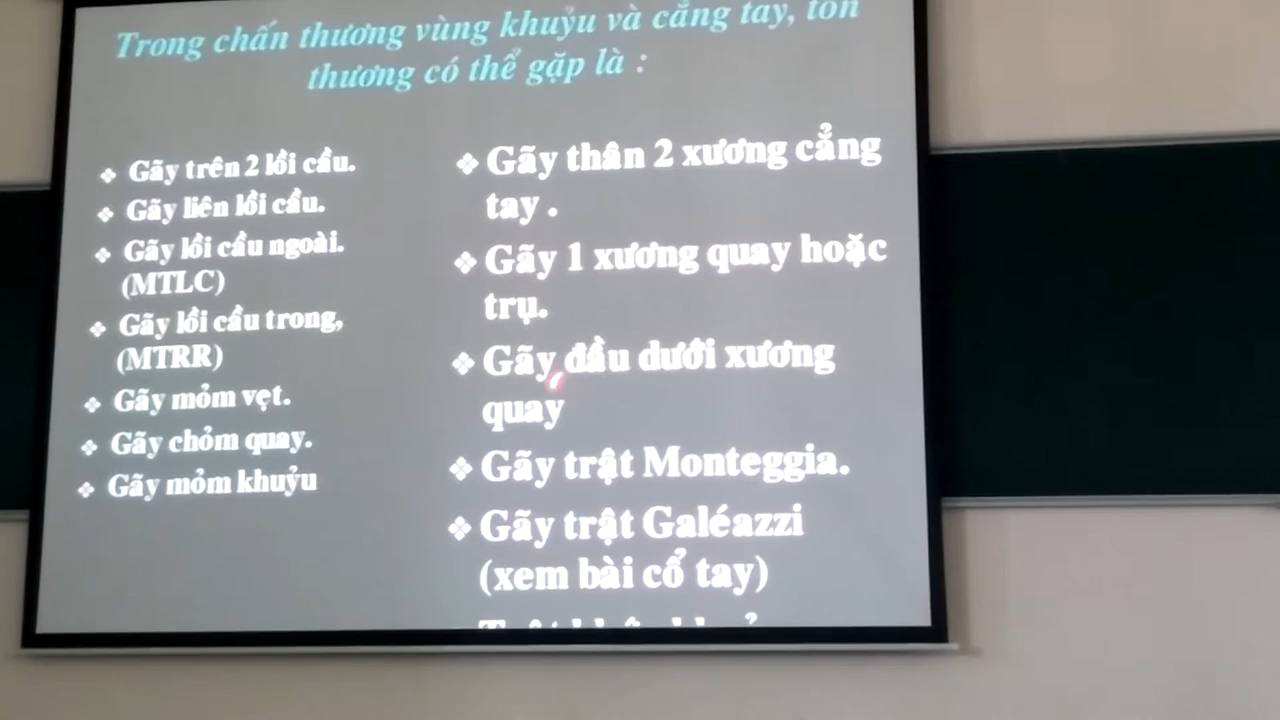 Trong chấn thương vùng khuỷu và cẳng tay, tổn
thương có thể gặp là :
❖ Gãy trên 2 lồi cầu.
❖ Gãy liên lồi cầu.
❖ Gãy lồi cầu ngoài.
(MTLC)
❖ Gãy lồi cầu trong,
(MTRR)
❖ Gãy mỏm vẹt.
❖ Gãy chỏm quay.
❖ Gãy mỏm khuỷu
❖ Gãy thân 2 xương cẳng
tay .
❖ Gãy 1 xương quay hoặc
trụ.
❖ Gãy đầu dưới xương
quay
❖ Gãy trật Monteggia.
❖ Gãy trật Galéazzi
(xem bài cổ tay)